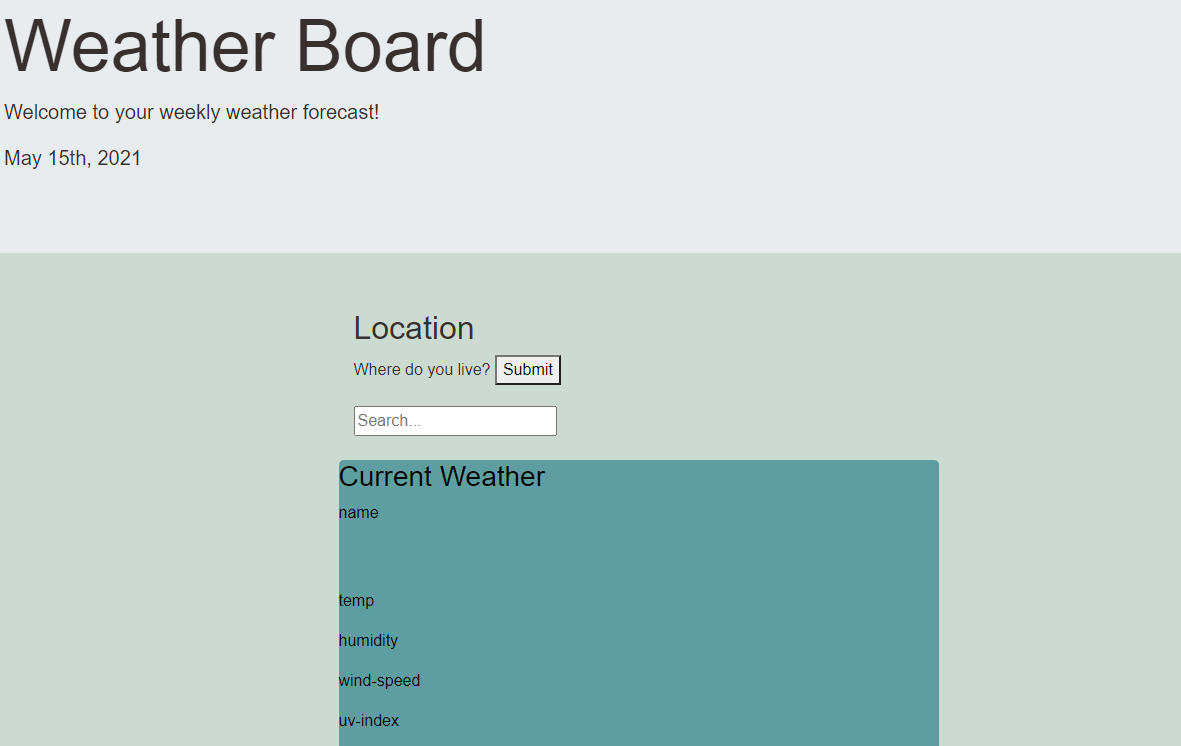 Weather Board
Welcome to your weekly weather forecast!
May 15th, 2021
Location
Where do you live? Submit
Search...
Current Weather
name
temp
humidity
wind-speed
uv-index